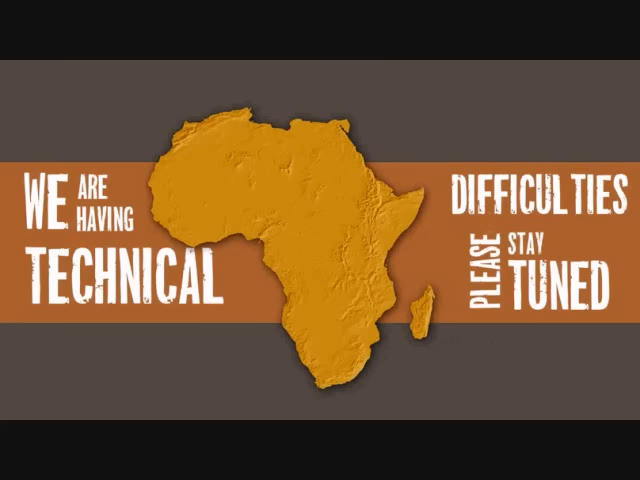 WE ARE HAVING
TECHNICAL
DIFFICULTIES
PLEASE STAY TUNED